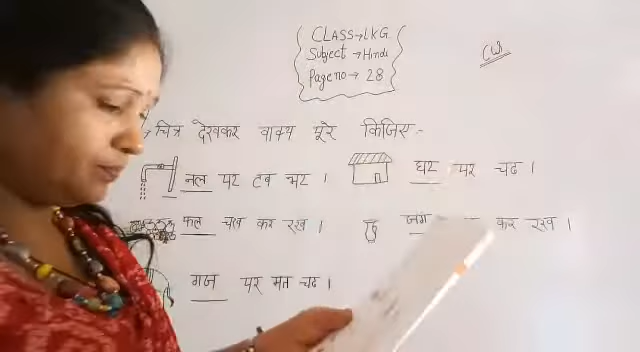 CLASS→LKG
Subject →Hindi
Page no → 28
CW
चित्र देखकर वाक्य पूरे किजिए:-
नल पर टब भर ।
घर पर चढ ।
फल चख कर रख ।
जग कर रख ।
गज पर मत चढ ।